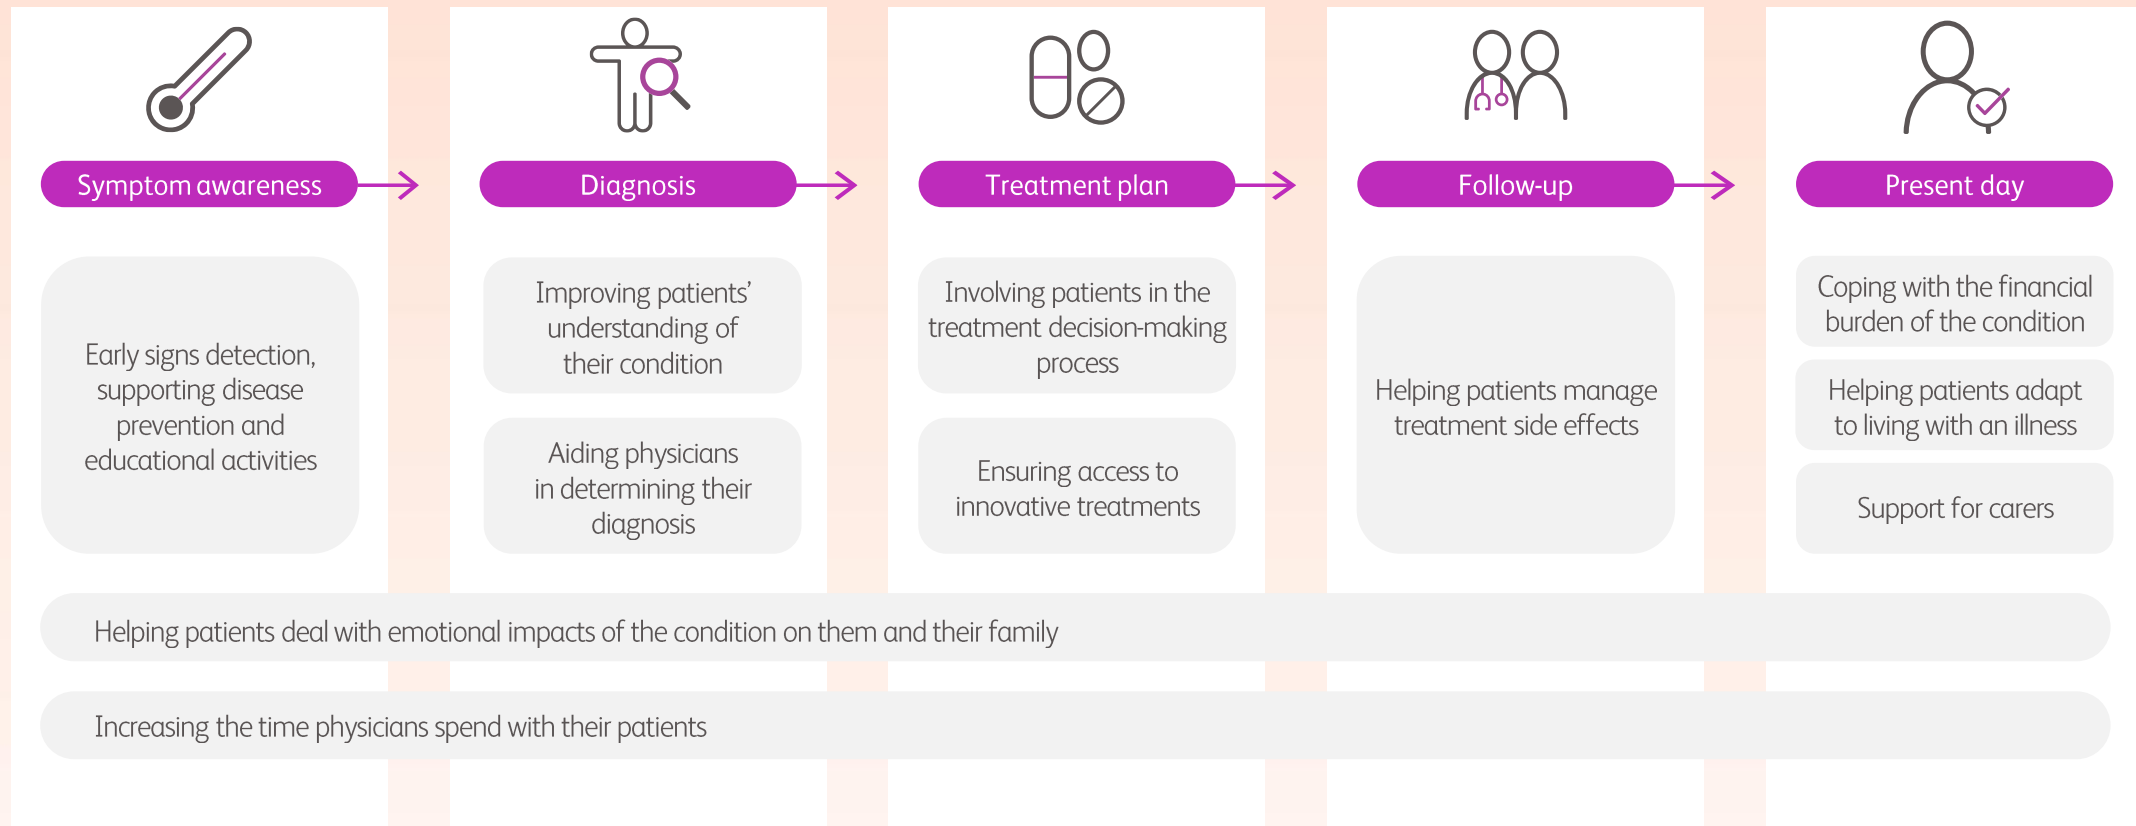 Symptom awareness
Diagnosis
Treatment plan
Follow-up
Present day
Early signs detection,
supporting disease
prevention and
educational activities
Improving patients’
understanding of
their condition
Aiding physicians
in determining their
diagnosis
Involving patients in the
treatment decision-making
process
Ensuring access to
innovative treatments
Helping patients manage
treatment side effects
Coping with the financial
burden of the condition
Helping patients adapt
to living with an illness
Support for carers
Helping patients deal with emotional impacts of the condition on them and their family
Increasing the time physicians spend with their patients